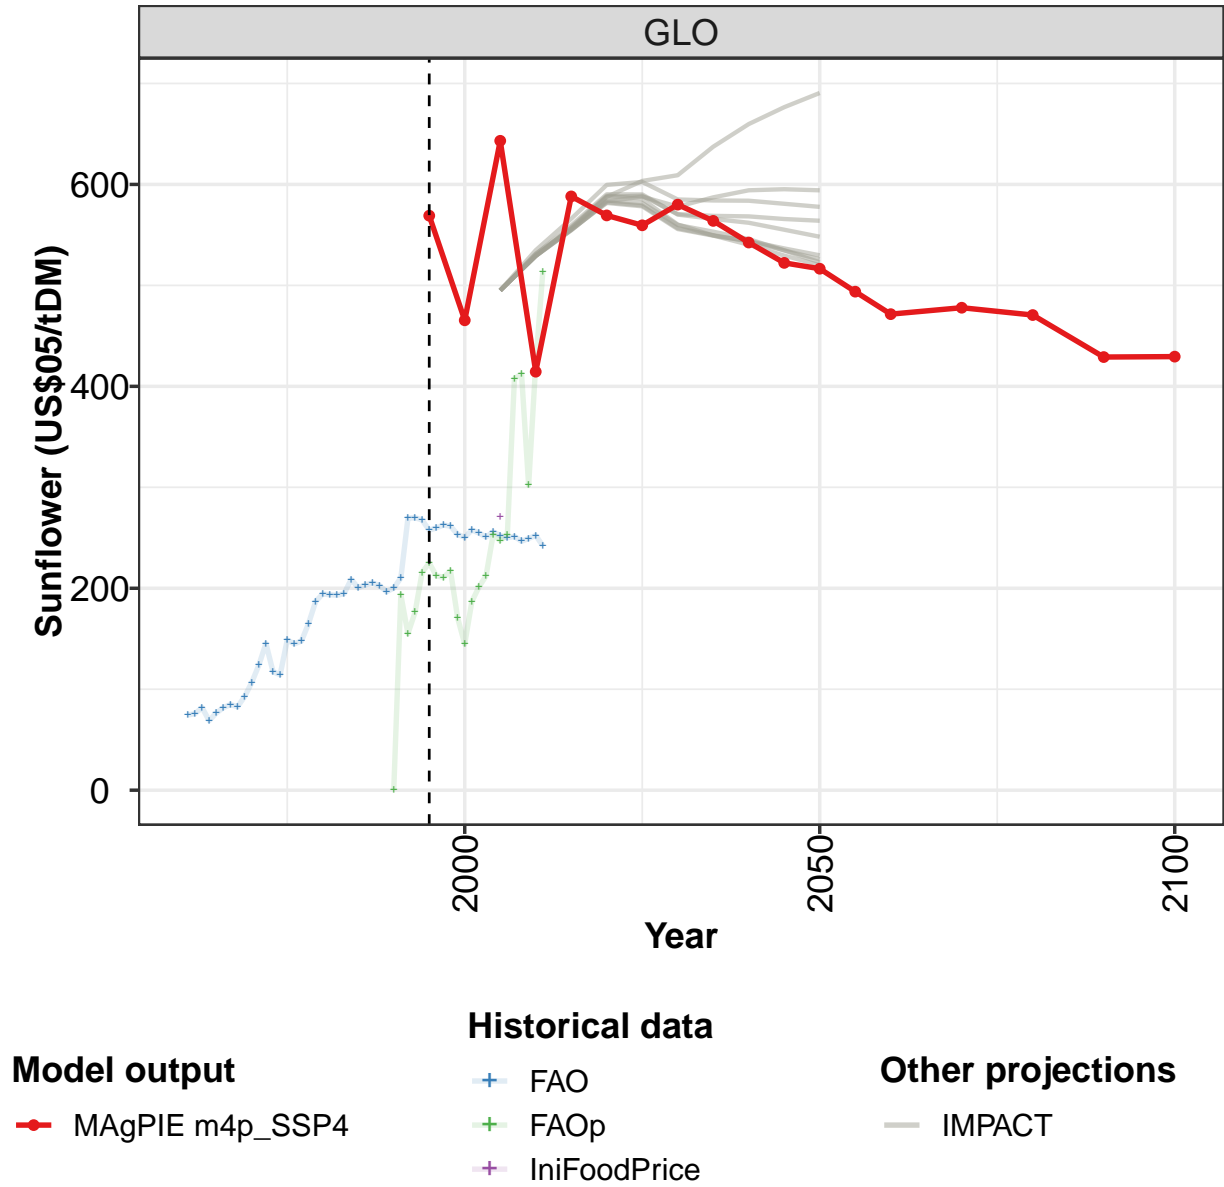 GLO
Sunflower (US$05/tDM)
600
400
200
0
2000
2050
2100
Year
Model output
MAgPIE m4p_SSP4
Historical data
FAO
FAOp
IniFoodPrice
Other projections
IMPACT